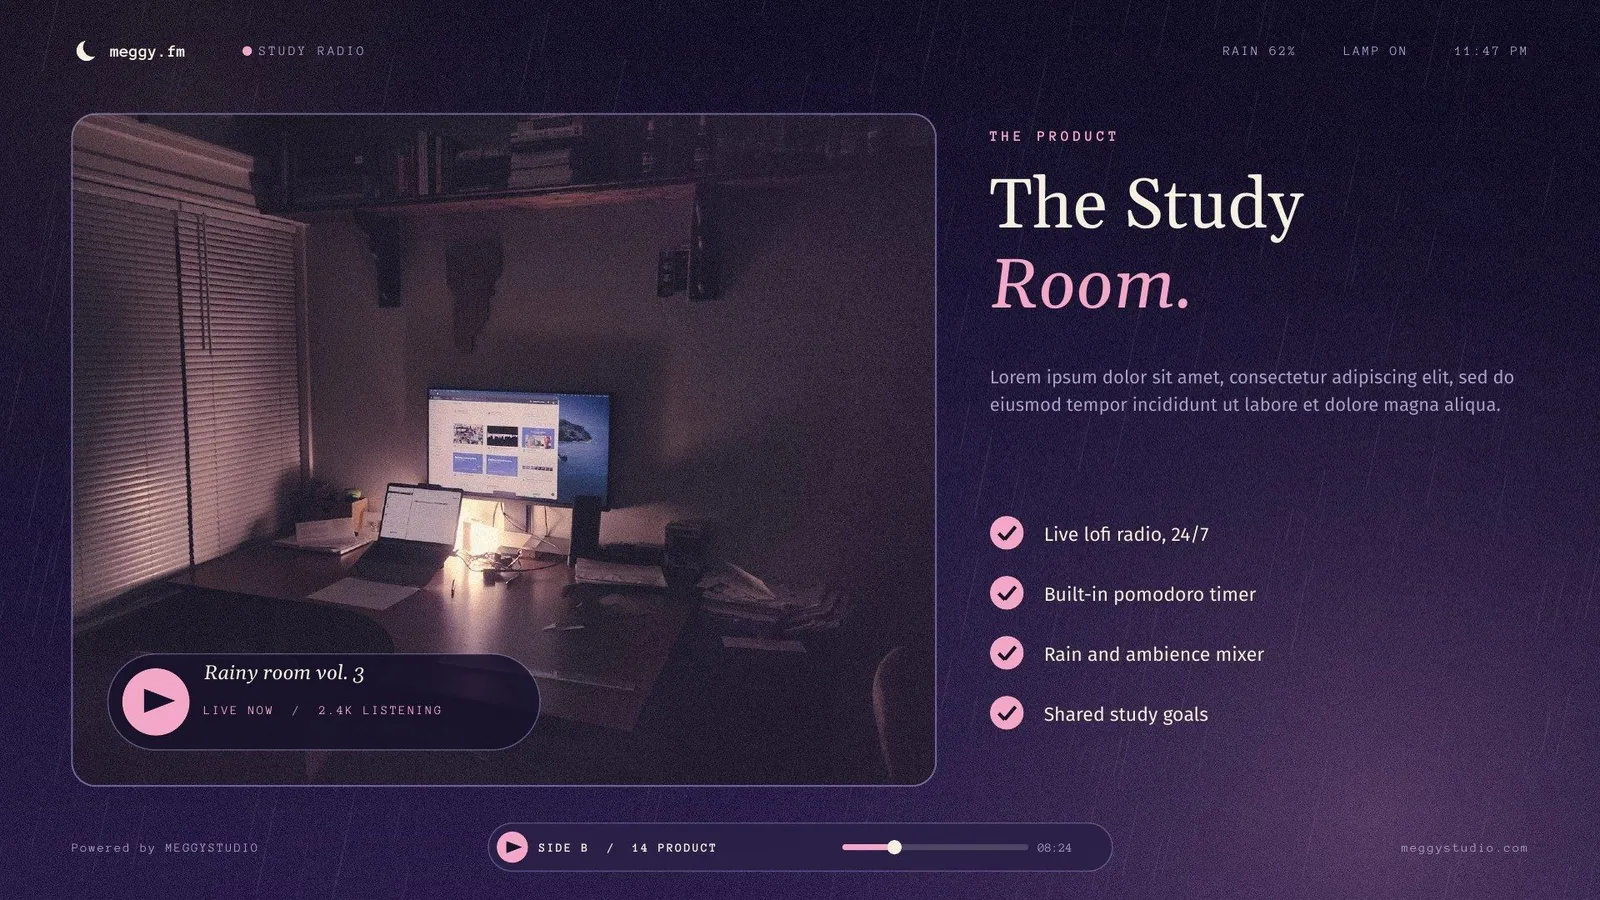 meggy.fm
STUDY RADIO
RAIN 62%
LAMP ON
11:47 PM
THE PRODUCT
The Study
Room.
Lorem ipsum dolor sit amet, consectetur adipiscing elit, sed do
eiusmod tempor incididunt ut labore et dolore magna aliqua.
Live lofi radio, 24/7
Built-in pomodoro timer
Rain and ambience mixer
Shared study goals
Rainy room vol. 3
LIVE NOW / 2.4K LISTENING
Powered by MEGGYSTUDIO
SIDE B / 14 PRODUCT
08:24
meggystudio.com